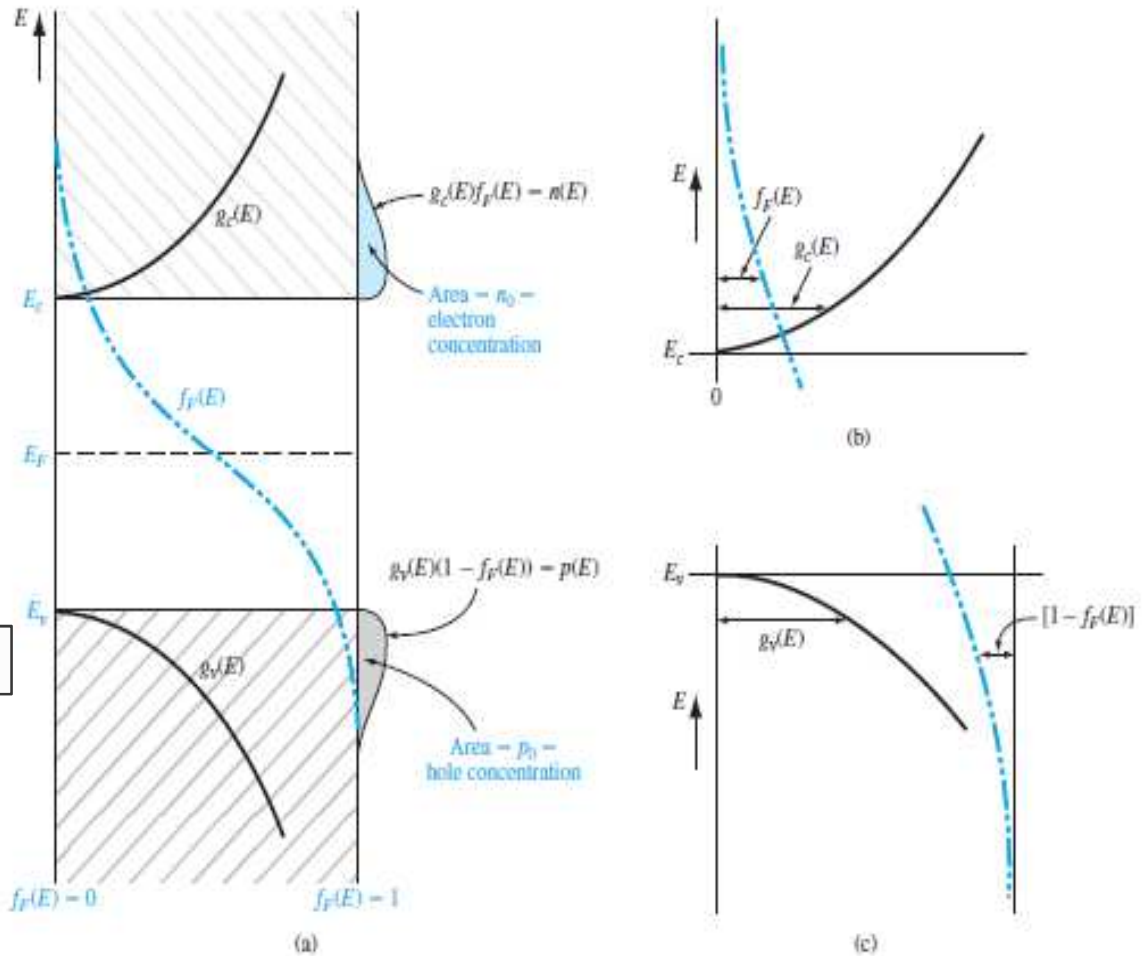 E
g_c(E)
g_c(E)f_F(E) = n(E)
E_c
Area = n_0 =
electron
concentration
f_F(E)
E_F
g_v(E)(1 − f_F(E)) = p(E)
E_v
g_v(E)
Area = p_0 =
hole concentration
f_F(E) = 0
f_F(E) = 1
(a)
E
f_F(E)
g_c(E)
E_c
0
(b)
E_v
g_v(E)
[1 − f_F(E)]
E
(c)